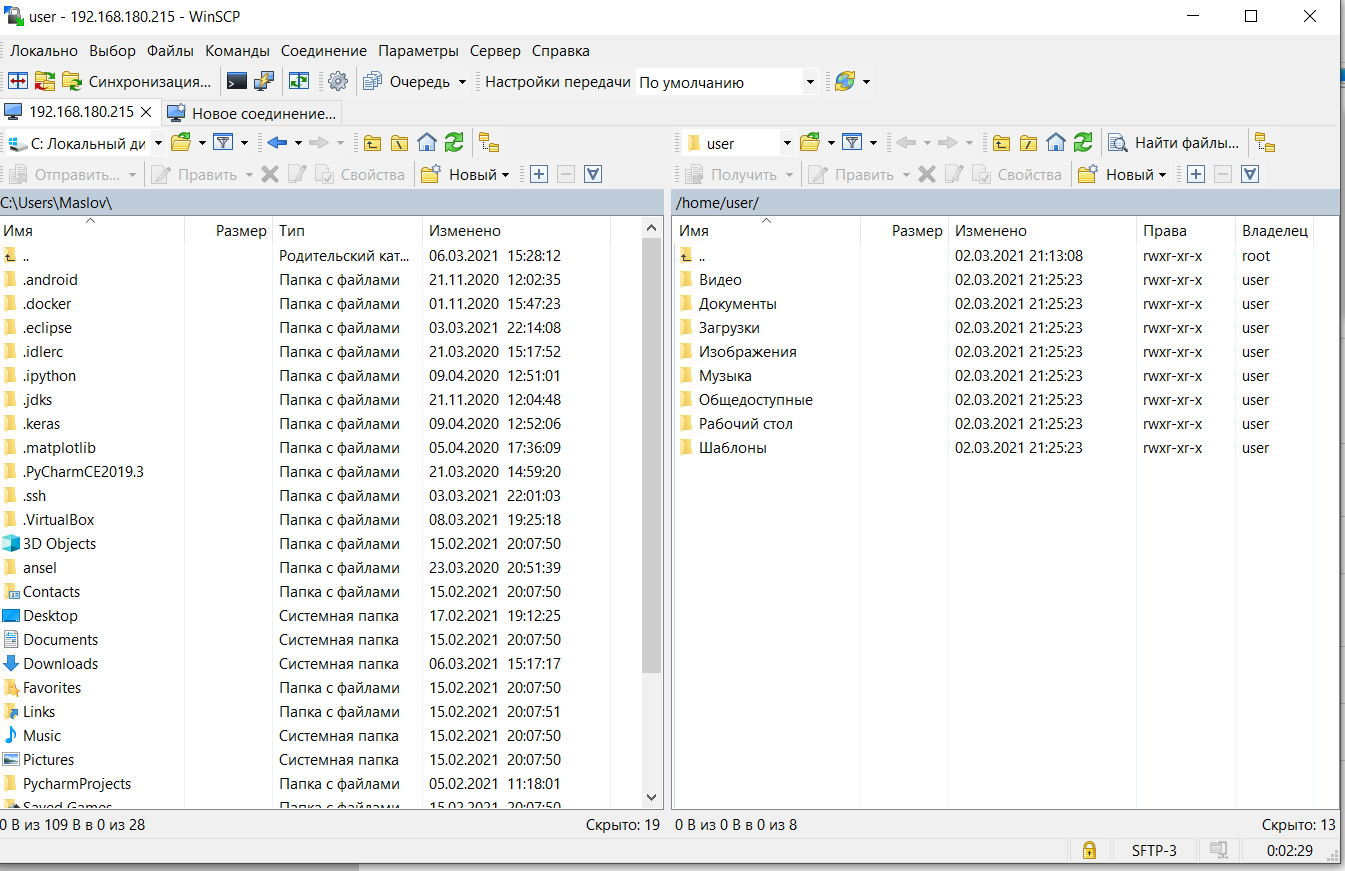 user - 192.168.180.215 - WinSCP
Локально Выбор Файлы Команды Соединение Параметры Сервер Справка
Синхронизация... Очередь Настройки передачи По умолчанию
192.168.180.215 Новое соединение...
C: Локальный ди user Найти файлы...
Отправить... Править Свойства Новый Получить Править Свойства Новый
C:\Users\Maslov\ /home/user/
Имя Размер Тип Изменено Имя Размер Изменено Права Владелец
.. Родительский кат... 06.03.2021 15:28:12 .. 02.03.2021 21:13:08 rwxr-xr-x root
.android Папка с файлами 21.11.2020 12:02:35 Видео 02.03.2021 21:25:23 rwxr-xr-x user
.docker Папка с файлами 01.11.2020 15:47:23 Документы 02.03.2021 21:25:23 rwxr-xr-x user
.eclipse Папка с файлами 03.03.2021 22:14:08 Загрузки 02.03.2021 21:25:23 rwxr-xr-x user
.idlerc Папка с файлами 21.03.2020 15:17:52 Изображения 02.03.2021 21:25:23 rwxr-xr-x user
.ipython Папка с файлами 09.04.2020 12:51:01 Музыка 02.03.2021 21:25:23 rwxr-xr-x user
.jdks Папка с файлами 21.11.2020 12:04:48 Общедоступные 02.03.2021 21:25:23 rwxr-xr-x user
.keras Папка с файлами 09.04.2020 12:52:06 Рабочий стол 02.03.2021 21:25:23 rwxr-xr-x user
.matplotlib Папка с файлами 05.04.2020 17:36:09 Шаблоны 02.03.2021 21:25:23 rwxr-xr-x user
.PyCharmCE2019.3 Папка с файлами 21.03.2020 14:59:20
.ssh Папка с файлами 03.03.2021 22:01:03
.VirtualBox Папка с файлами 08.03.2021 19:25:18
3D Objects Папка с файлами 15.02.2021 20:07:50
ansel Папка с файлами 23.03.2020 20:51:39
Contacts Папка с файлами 15.02.2021 20:07:50
Desktop Системная папка 17.02.2021 19:12:25
Documents Системная папка 15.02.2021 20:07:50
Downloads Системная папка 06.03.2021 15:17:17
Favorites Папка с файлами 15.02.2021 20:07:50
Links Папка с файлами 15.02.2021 20:07:51
Music Системная папка 15.02.2021 20:07:50
Pictures Системная папка 15.02.2021 20:07:50
PycharmProjects Папка с файлами 05.02.2021 11:18:01
Saved Games Папка с файлами 15.02.2021 20:07:50
0 B из 109 B в 0 из 28 Скрыто: 19 0 B из 0 B в 0 из 8 Скрыто: 13
SFTP-3 0:02:29